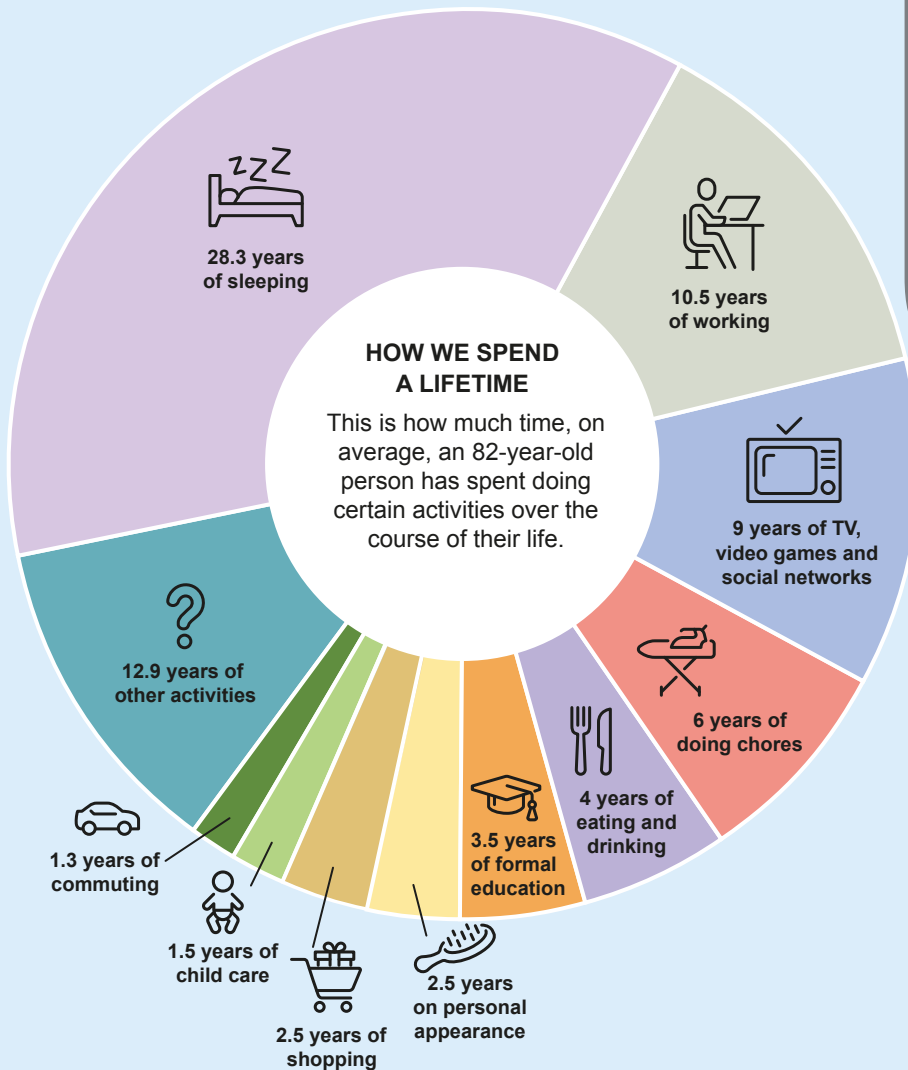 HOW WE SPEND
A LIFETIME
This is how much time, on
average, an 82-year-old
person has spent doing
certain activities over the
course of their life.
ZZZ
28.3 years
of sleeping
10.5 years
of working
9 years of TV,
video games and
social networks
6 years of
doing chores
4 years of
eating and
drinking
3.5 years
of formal
education
2.5 years
on personal
appearance
2.5 years of
shopping
1.5 years of
child care
1.3 years of
commuting
?
12.9 years of
other activities